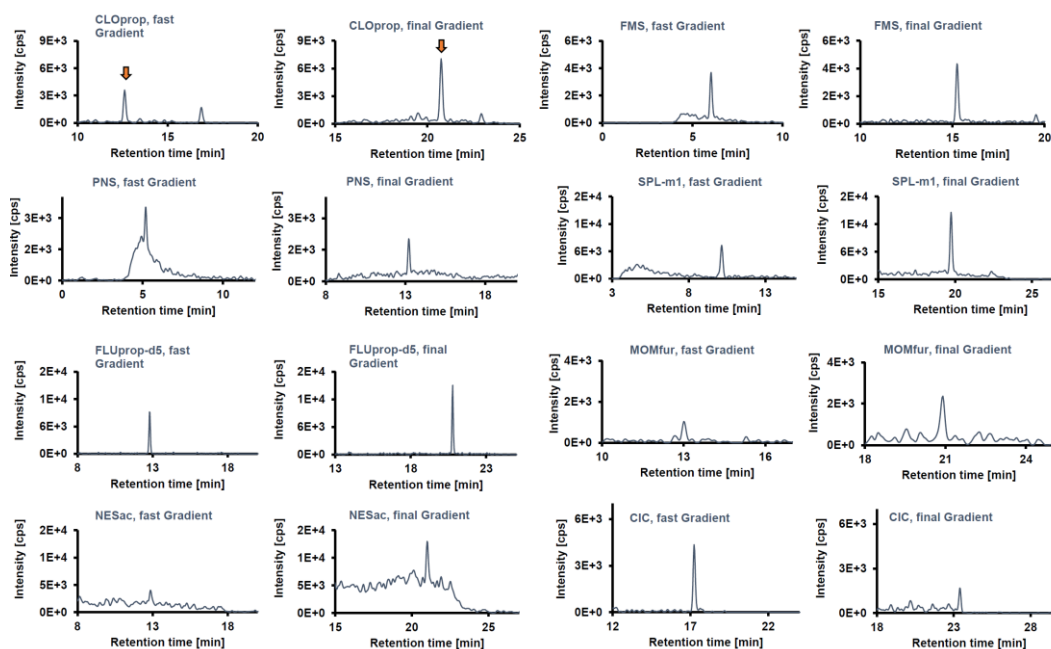 CLOprop, fast
Gradient
Intensity [cps]
9E+3
6E+3
3E+3
0E+0
10 15 20
Retention time [min]
CLOprop, final Gradient
Intensity [cps]
9E+3
6E+3
3E+3
0E+0
15 20 25
Retention time [min]
FMS, fast Gradient
Intensity [cps]
6E+3
4E+3
2E+3
0E+0
0 5 10
Retention time [min]
FMS, final Gradient
Intensity [cps]
6E+3
4E+3
2E+3
0E+0
10 15 20
Retention time [min]
PNS, fast Gradient
Intensity [cps]
3E+3
2E+3
0E+0
0 5 10
Retention time [min]
PNS, final Gradient
Intensity [cps]
3E+3
2E+3
0E+0
8 13 18
Retention time [min]
SPL-m1, fast Gradient
Intensity [cps]
2E+4
1E+4
6E+3
0E+0
3 8 13
Retention time [min]
SPL-m1, final Gradient
Intensity [cps]
2E+4
1E+4
6E+3
0E+0
15 20 25
Retention time [min]
FLUprop-d5, fast
Gradient
Intensity [cps]
2E+4
1E+4
5E+3
0E+0
8 13 18
Retention time [min]
FLUprop-d5, final
Gradient
Intensity [cps]
2E+4
1E+4
5E+3
0E+0
13 18 23
Retention time [min]
MOMfur, fast Gradient
Intensity [cps]
4E+3
2E+3
0E+0
10 13 16
Retention time [min]
MOMfur, final Gradient
Intensity [cps]
4E+3
2E+3
0E+0
18 21 24
Retention time [min]
NESac, fast Gradient
Intensity [cps]
2E+4
1E+4
5E+3
0E+0
8 13 18
Retention time [min]
NESac, final Gradient
Intensity [cps]
2E+4
1E+4
5E+3
0E+0
15 20 25
Retention time [min]
CIC, fast Gradient
Intensity [cps]
6E+3
3E+3
0E+0
12 17 22
Retention time [min]
CIC, final Gradient
Intensity [cps]
6E+3
3E+3
0E+0
18 23 28
Retention time [min]